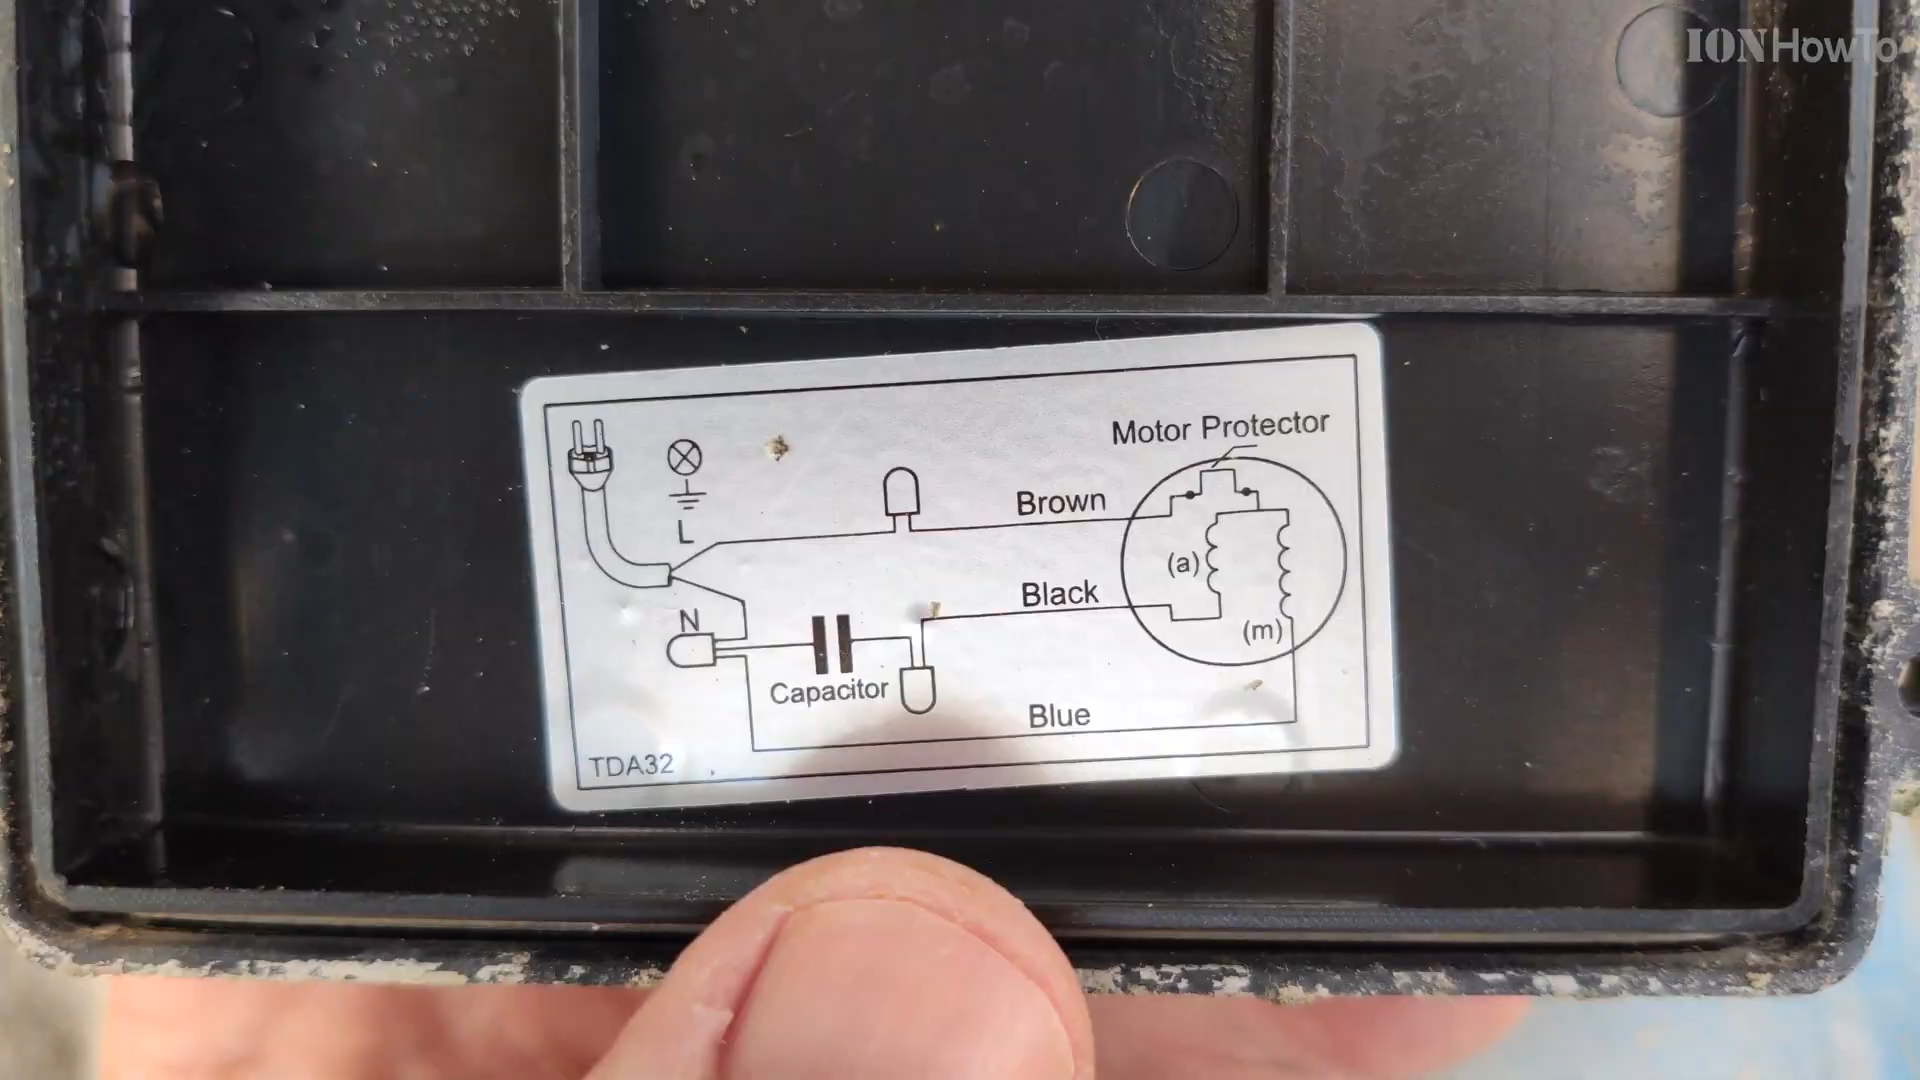 IONHowTo
Motor Protector
L
Brown
(a)
Black
N
(m)
Capacitor
Blue
TDA32